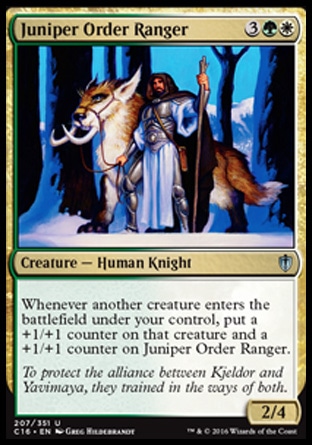 Juniper Order Ranger 3
Creature — Human Knight
Whenever another creature enters the
battlefield under your control, put a
+1/+1 counter on that creature and a
+1/+1 counter on Juniper Order Ranger.
To protect the alliance between Kjeldor and
Yavimaya, they trained in the ways of both.
2/4
207/351 U
C16 • EN Greg Hildebrandt ™ & © 2016 Wizards of the Coast